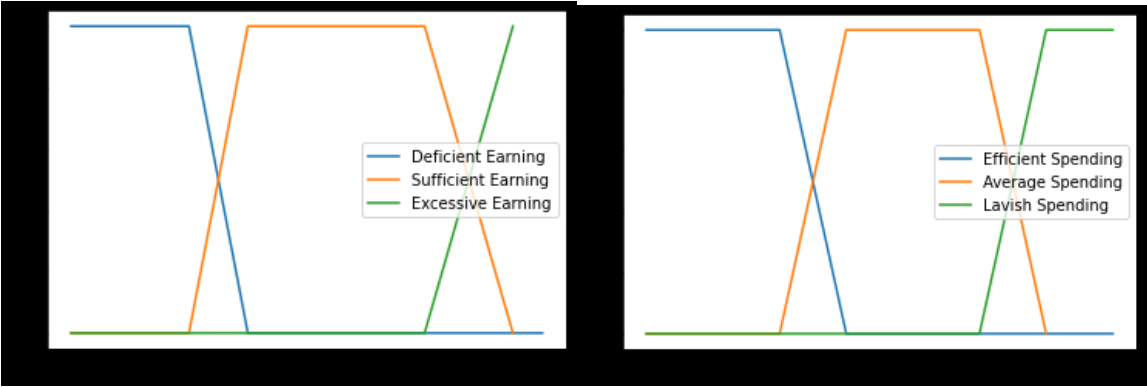 Deficient Earning
Sufficient Earning
Excessive Earning
Efficient Spending
Average Spending
Lavish Spending